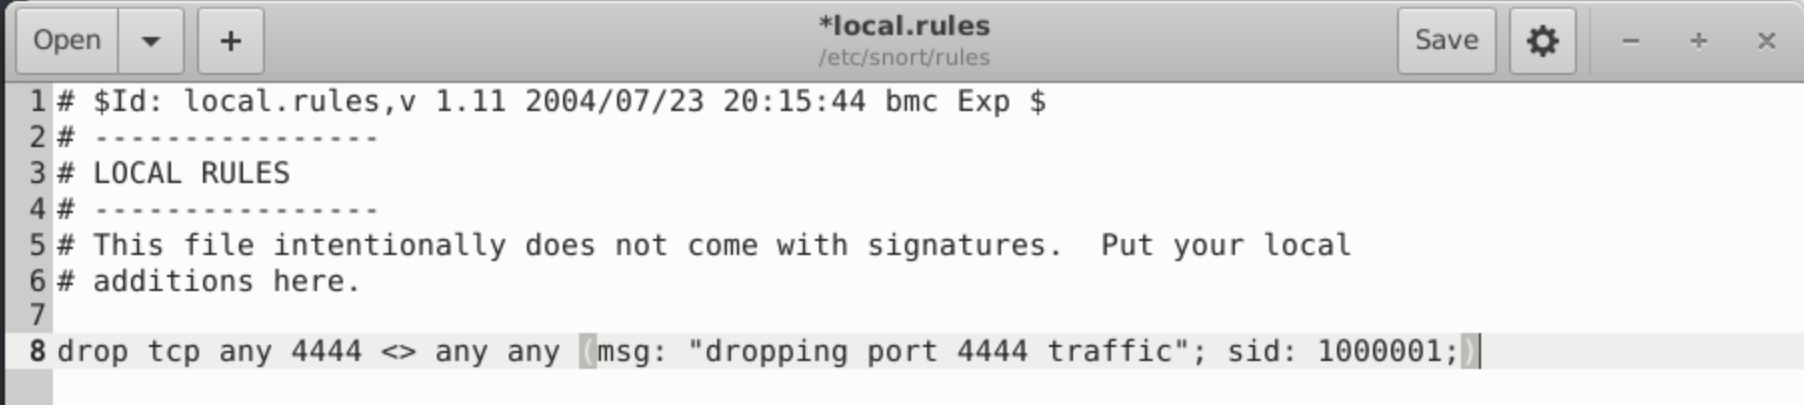 Open
+
*local.rules
/etc/snort/rules
Save
1 # $Id: local.rules,v 1.11 2004/07/23 20:15:44 bmc Exp $
2 # ----------------
3 # LOCAL RULES
4 # ----------------
5 # This file intentionally does not come with signatures.  Put your local
6 # additions here.
7
8 drop tcp any 4444 <> any any (msg: "dropping port 4444 traffic"; sid: 1000001;)